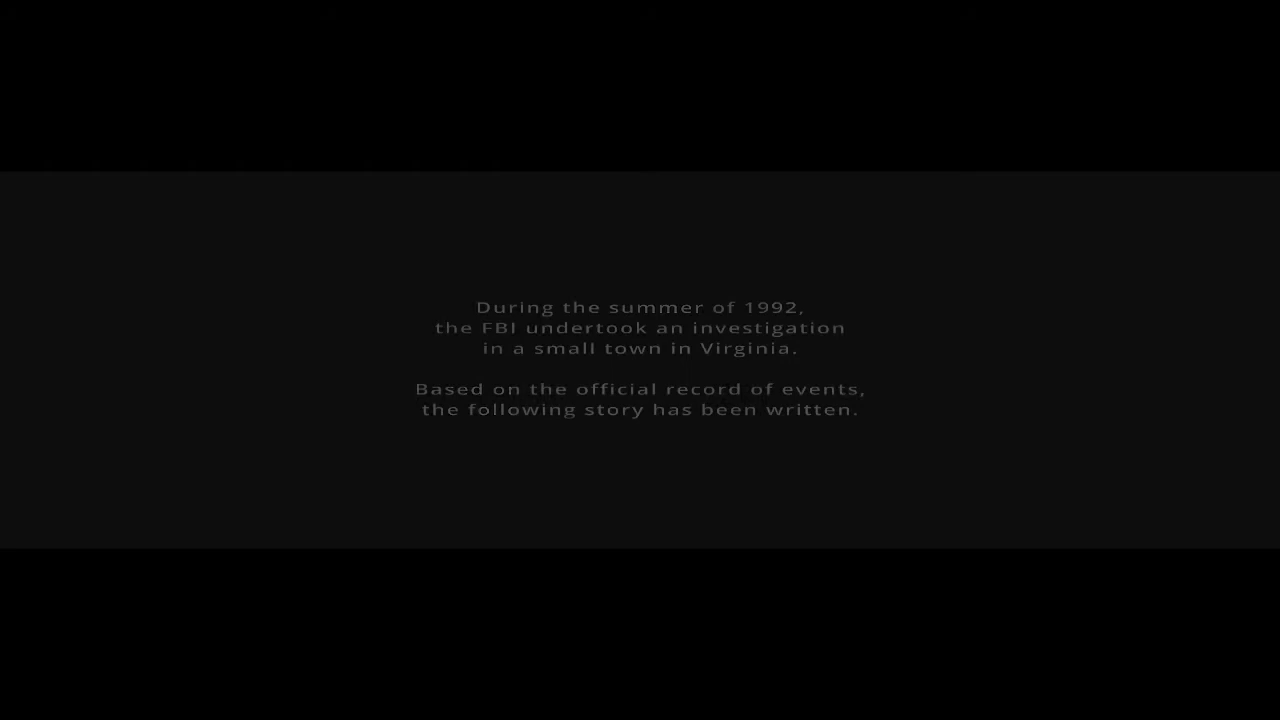 During the summer of 1992,
the FBI undertook an investigation
in a small town in Virginia.
Based on the official record of events,
the following story has been written.